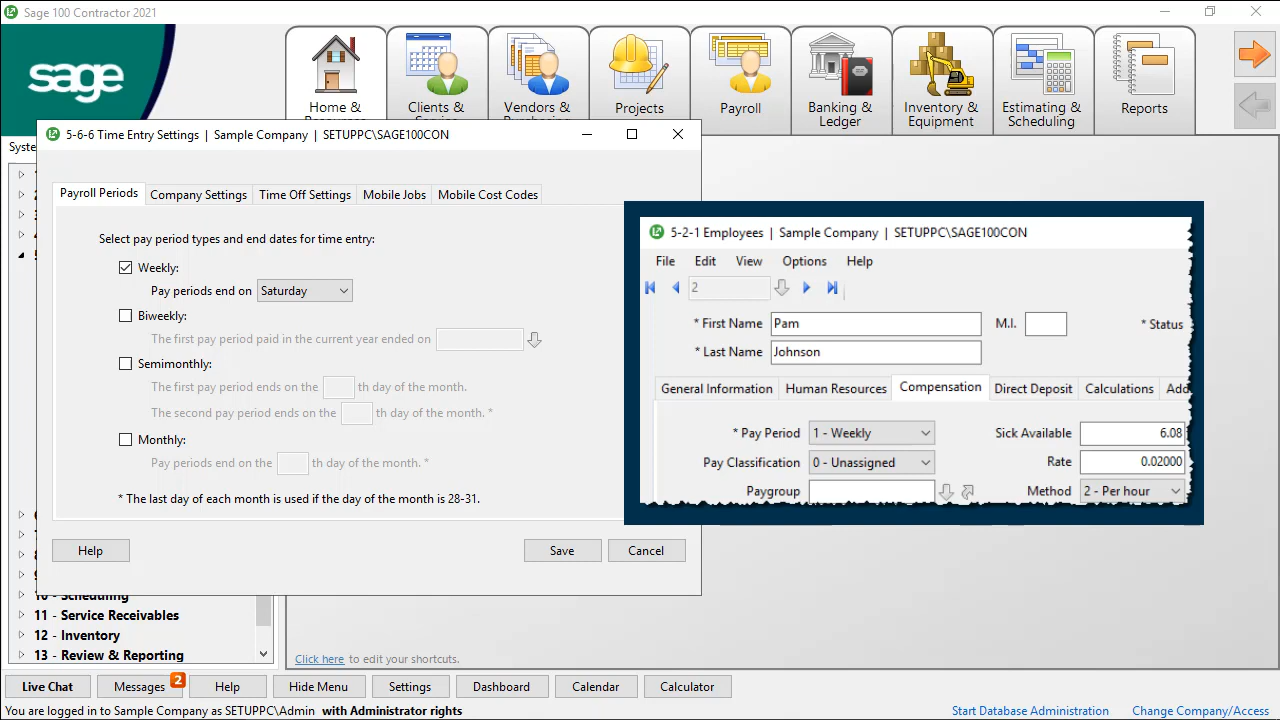 Sage 100 Contractor 2021
sage
Home &
Clients &
Vendors &
Projects
Payroll
Banking &
Ledger
Inventory &
Equipment
Estimating &
Scheduling
Reports
5-6-6 Time Entry Settings | Sample Company | SETUPPC\SAGE100CON
Payroll Periods
Company Settings
Time Off Settings
Mobile Jobs
Mobile Cost Codes
Select pay period types and end dates for time entry:
Weekly:
Pay periods end on Saturday
Biweekly:
The first pay period paid in the current year ended on
Semimonthly:
The first pay period ends on the th day of the month.
The second pay period ends on the th day of the month. *
Monthly:
Pay periods end on the th day of the month. *
* The last day of each month is used if the day of the month is 28-31.
Help
Save
Cancel
5-2-1 Employees | Sample Company | SETUPPC\SAGE100CON
File Edit View Options Help
2
* First Name Pam M.I. * Status
* Last Name Johnson
General Information
Human Resources
Compensation
Direct Deposit
Calculations
* Pay Period 1 - Weekly Sick Available 6.08
Pay Classification 0 - Unassigned Rate 0.02000
Paygroup Method 2 - Per hour
10 - Scheduling
11 - Service Receivables
12 - Inventory
13 - Review & Reporting
Click here to edit your shortcuts.
Live Chat
Messages 2
Help
Hide Menu
Settings
Dashboard
Calendar
Calculator
You are logged in to Sample Company as SETUPPC\Admin with Administrator rights
Start Database Administration
Change Company/Access